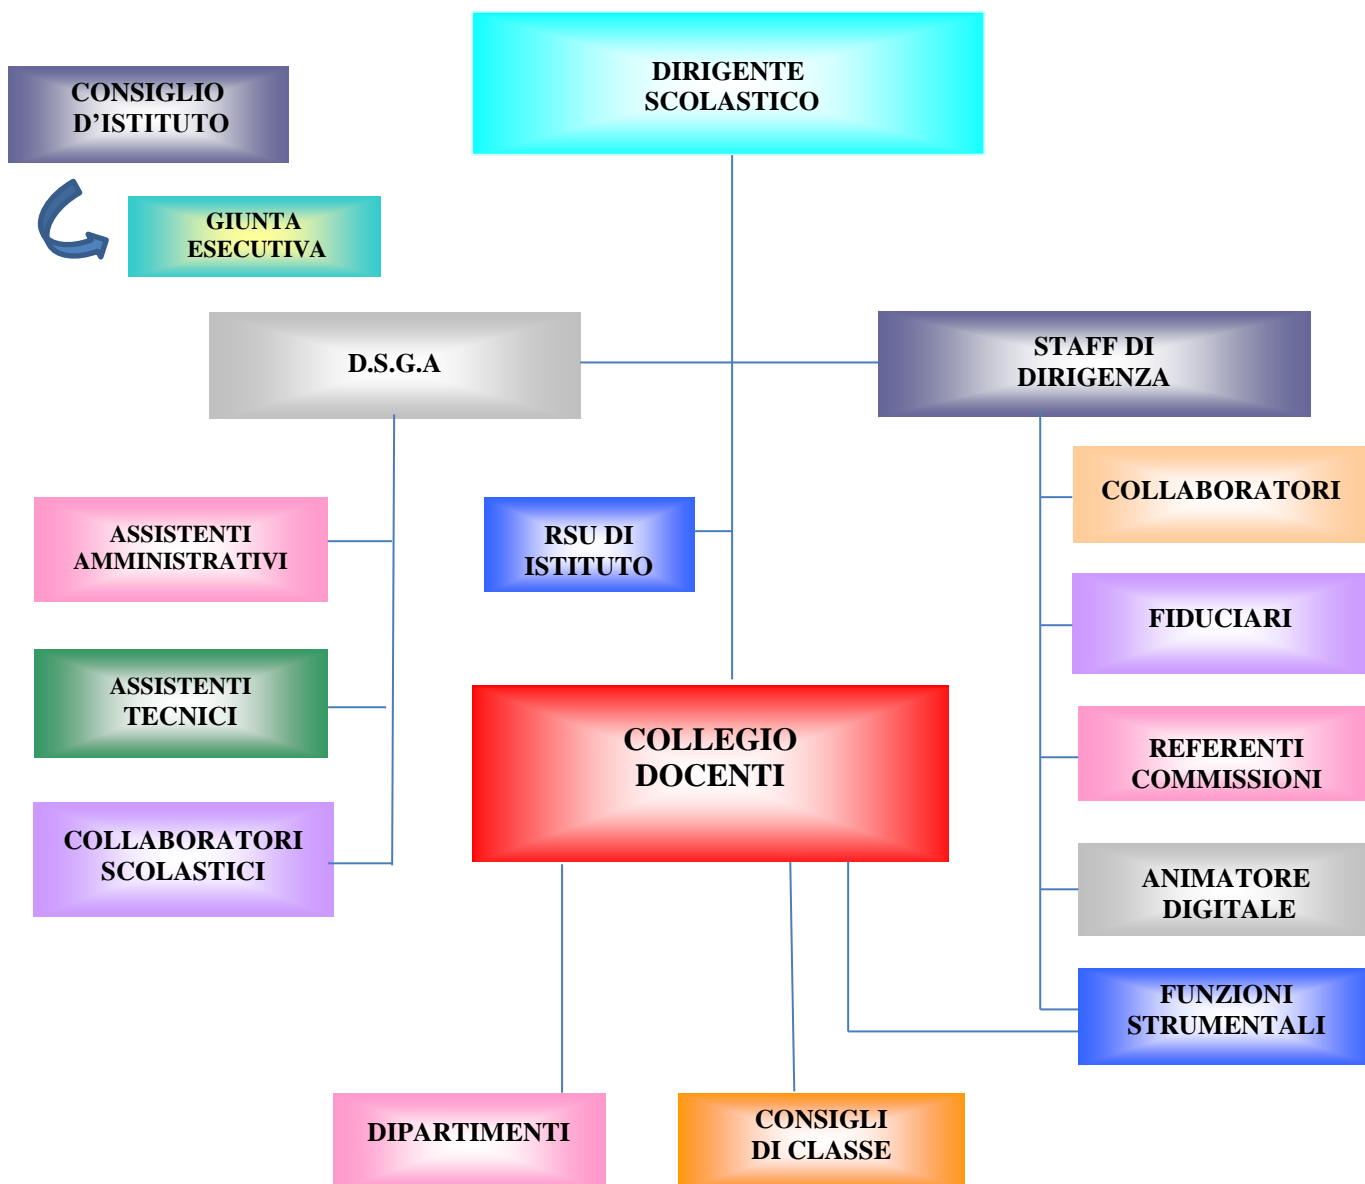 DIRIGENTE
SCOLASTICO
CONSIGLIO
D’ISTITUTO
GIUNTA
ESECUTIVA
D.S.G.A
STAFF DI
DIRIGENZA
COLLABORATORI
ASSISTENTI
AMMINISTRATIVI
RSU DI
ISTITUTO
FIDUCIARI
ASSISTENTI
TECNICI
COLLEGIO
DOCENTI
REFERENTI
COMMISSIONI
COLLABORATORI
SCOLASTICI
ANIMATORE
DIGITALE
FUNZIONI
STRUMENTALI
DIPARTIMENTI
CONSIGLI
DI CLASSE